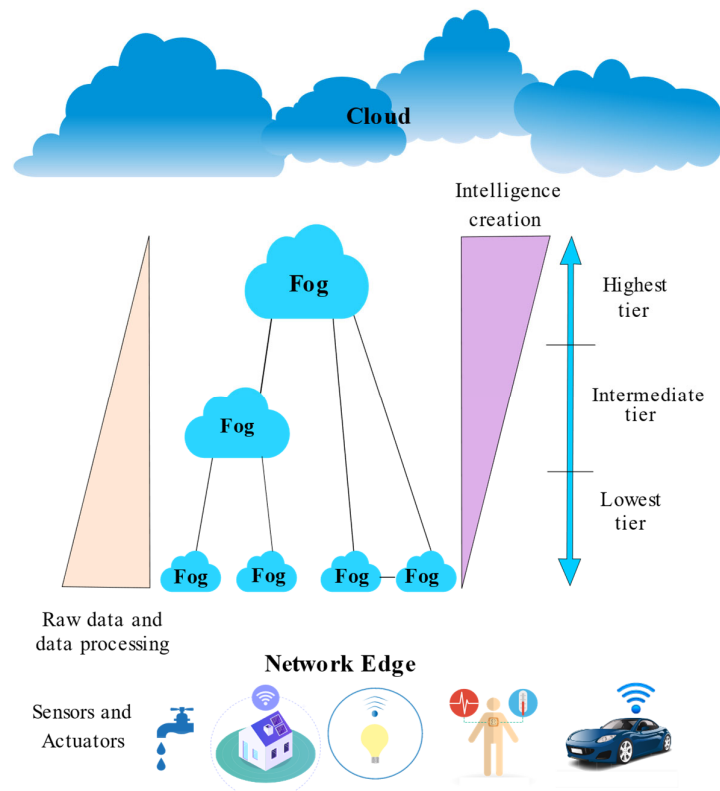 Cloud
Intelligence
creation
Fog
Highest
tier
Intermediate
tier
Fog
Lowest
tier
Fog
Fog
Fog
Fog
Raw data and
data processing
Network Edge
Sensors and
Actuators